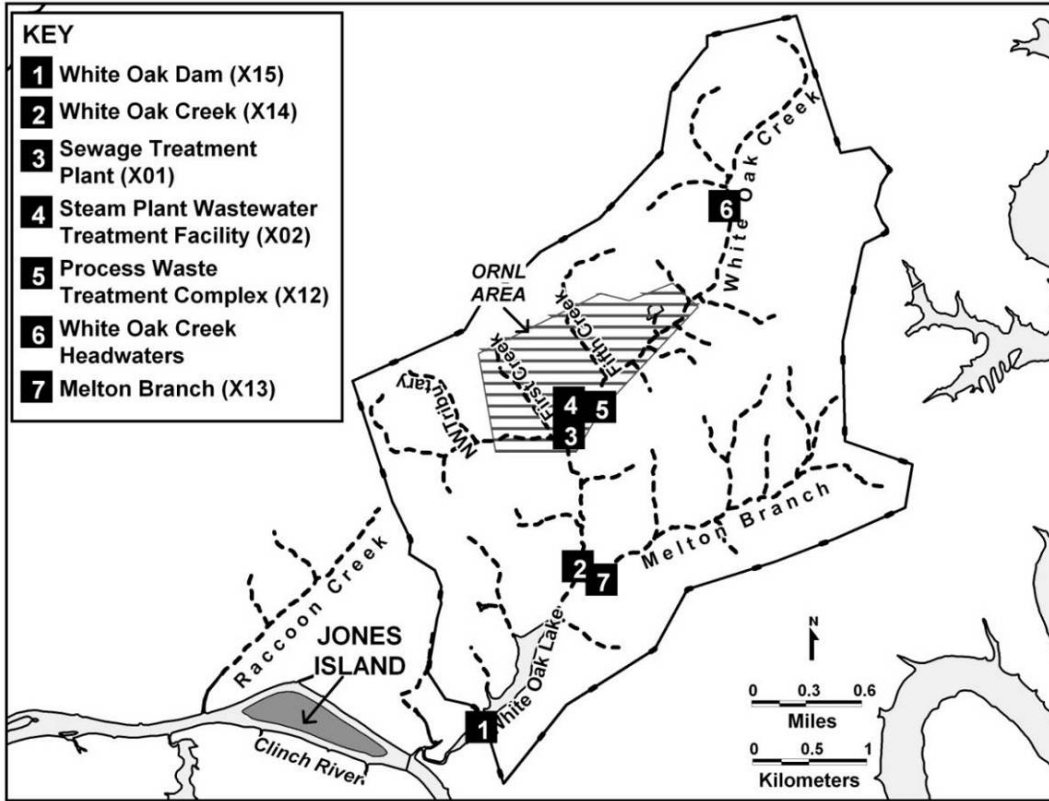 KEY
1 White Oak Dam (X15)
2 White Oak Creek (X14)
3 Sewage Treatment
Plant (X01)
4 Steam Plant Wastewater
Treatment Facility (X02)
5 Process Waste
Treatment Complex (X12)
6 White Oak Creek
Headwaters
7 Melton Branch (X13)
White Oak Creek
6
ORNL
AREA
Fifth Creek
First Creek
NW Tributary
4
5
3
Melton Branch
2
7
Raccoon Creek
JONES
ISLAND
White Oak Lake
1
Clinch River
N
0 0.3 0.6
Miles
0 0.5 1
Kilometers